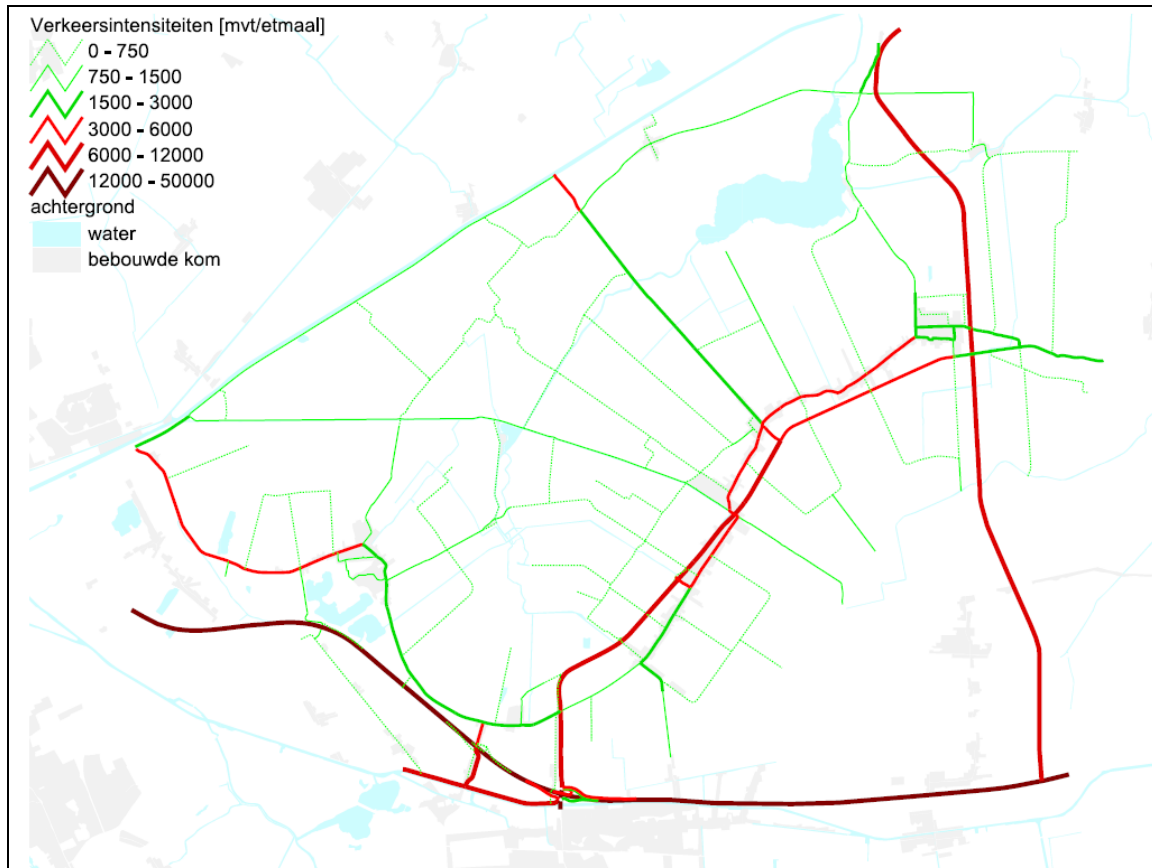 Verkeersintensiteiten [mvt/etmaal]
0 - 750
750 - 1500
1500 - 3000
3000 - 6000
6000 - 12000
12000 - 50000
achtergrond
water
bebouwde kom